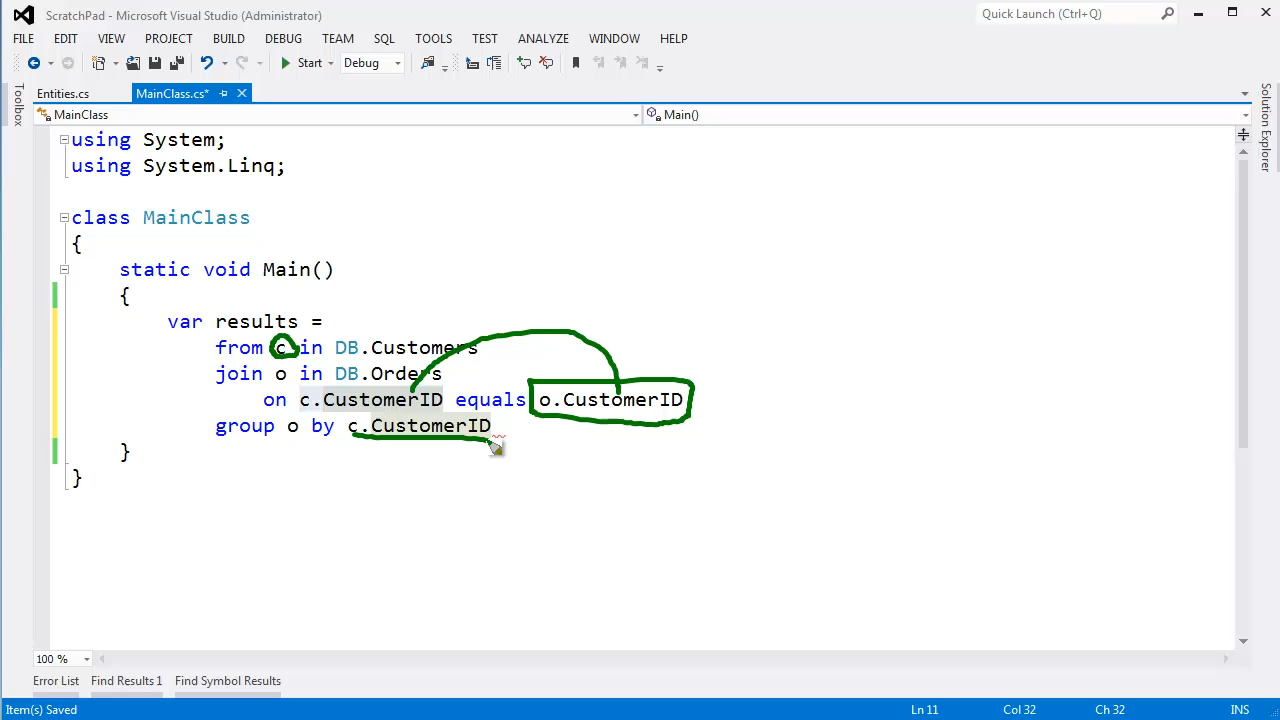 ScratchPad - Microsoft Visual Studio (Administrator)
Quick Launch (Ctrl+Q)
FILE EDIT VIEW PROJECT BUILD DEBUG TEAM SQL TOOLS TEST ANALYZE WINDOW HELP
Start Debug
Toolbox
Entities.cs MainClass.cs*
Solution Explorer
MainClass Main()
using System;
using System.Linq;
class MainClass
{
static void Main()
{
var results =
from c in DB.Customers
join o in DB.Orders
on c.CustomerID equals o.CustomerID
group o by c.CustomerID
}
}
100 %
Error List Find Results 1 Find Symbol Results
Item(s) Saved Ln 11 Col 32 Ch 32 INS